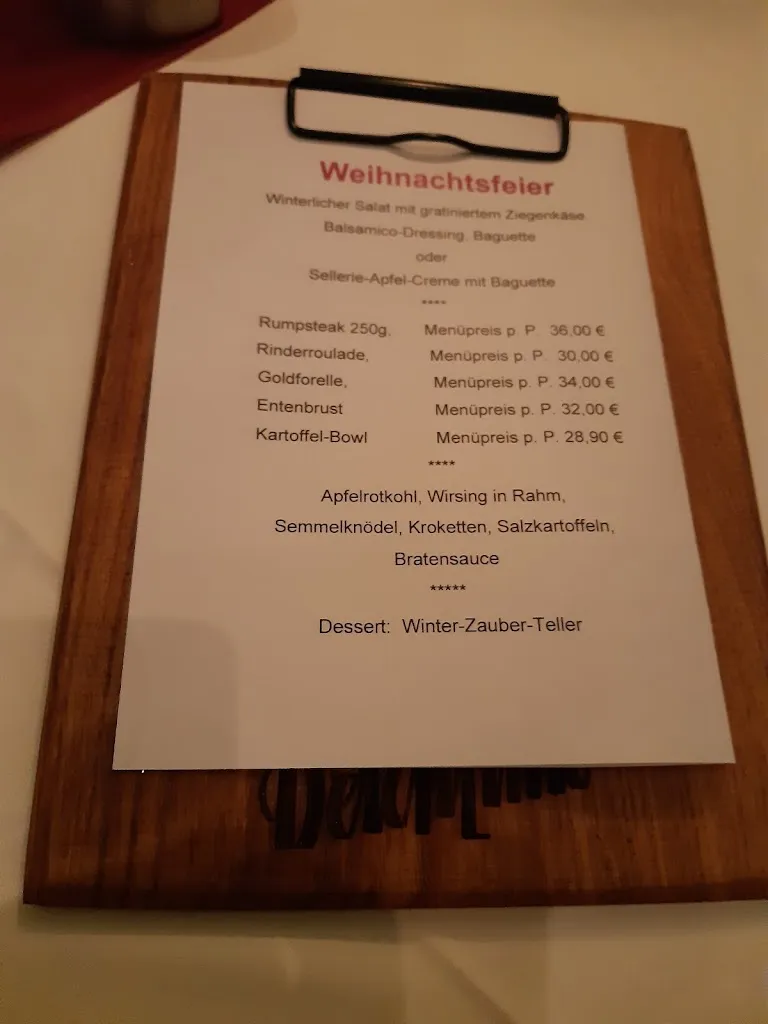 Weihnachtsfeier
Winterlicher Salat mit gratiniertem Ziegenkäse
Balsamico-Dressing, Baguette
oder
Sellerie-Apfel-Creme mit Baguette
****
Rumpsteak 250g, Menüpreis p. P. 36,00 €
Rinderroulade, Menüpreis p. P. 30,00 €
Goldforelle, Menüpreis p. P. 34,00 €
Entenbrust Menüpreis p. P. 32,00 €
Kartoffel-Bowl Menüpreis p. P. 28,90 €
****
Apfelrotkohl, Wirsing in Rahm,
Semmelknödel, Kroketten, Salzkartoffeln,
Bratensauce
*****
Dessert: Winter-Zauber-Teller